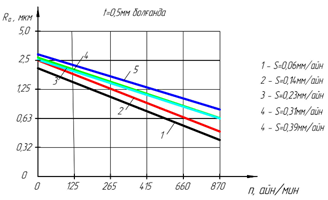 Rₐ, мкм
t=0,5мм болганда
5,0
2,5
1,25
0,63
0,32
0
0
125
265
415
660
870
n, айн/мин
1
2
3
4
5
1 - S=0,06мм/айн
2 - S=0,14мм/айн
3 - S=0,23мм/айн
4 - S=0,31мм/айн
4 - S=0,39мм/айн